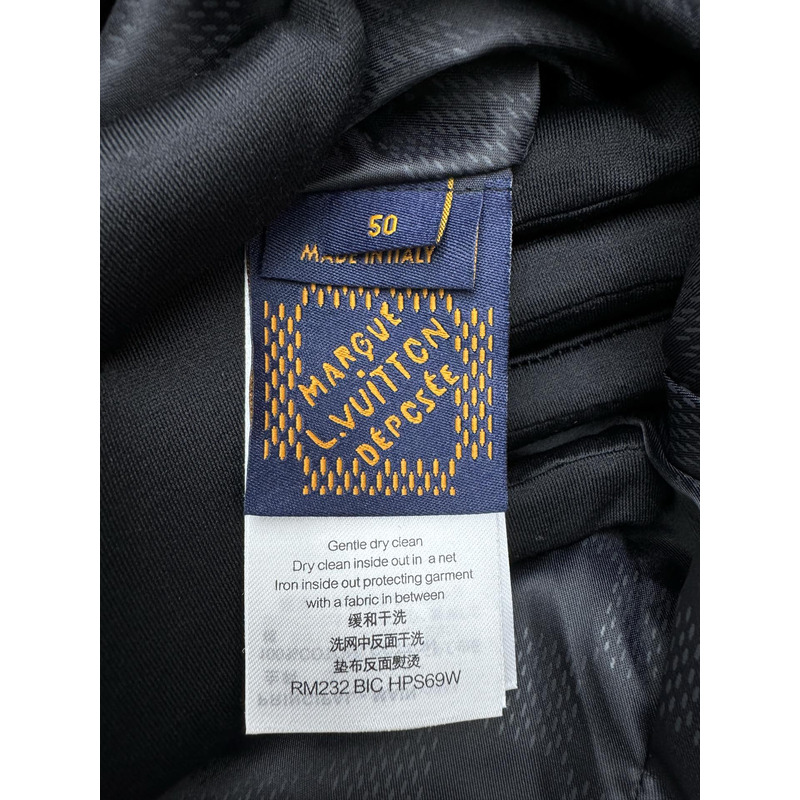 50
MADE IN ITALY
MARQUE
L.VUITTON
DÉPOSÉE
Gentle dry clean
Dry clean inside out in a net
Iron inside out protecting garment
with a fabric in between
缓和干洗
洗网中反面干洗
垫布反面熨烫
RM232 BIC HPS69W